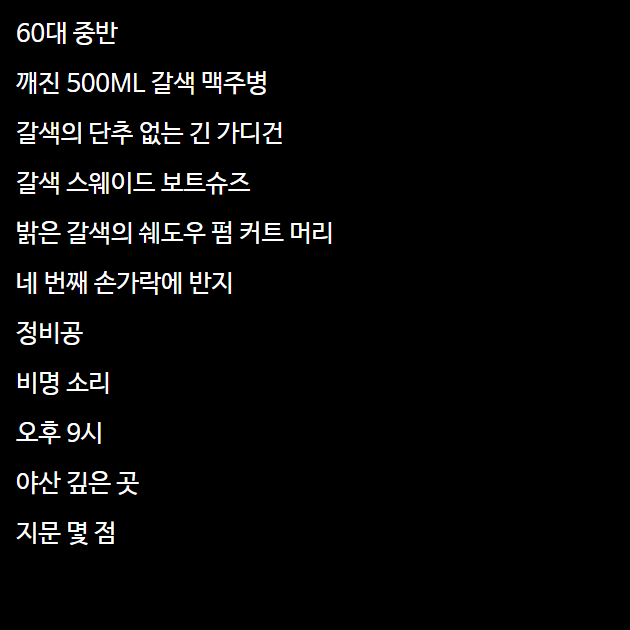 60대 중반
깨진 500ML 갈색 맥주병
갈색의 단추 없는 긴 가디건
갈색 스웨이드 보트슈즈
밝은 갈색의 쉐도우 펌 커트 머리
네 번째 손가락에 반지
정비공
비명 소리
오후 9시
야산 깊은 곳
지문 몇 점